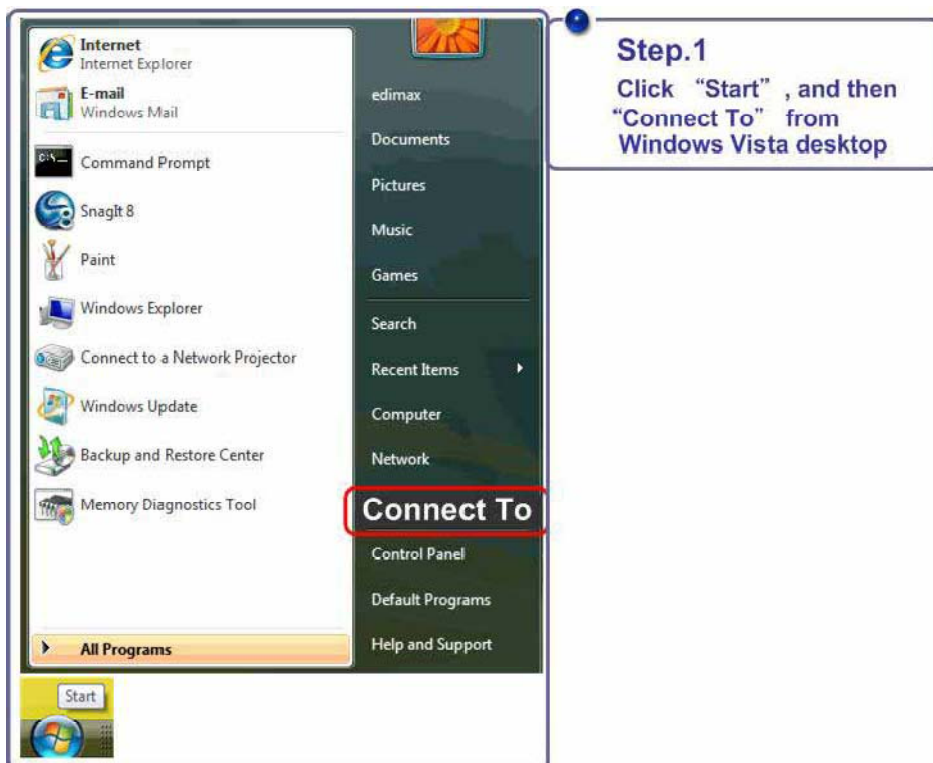 Internet
Internet Explorer
E-mail
Windows Mail
C:\_
Command Prompt
SnagIt 8
Paint
Windows Explorer
Connect to a Network Projector
Windows Update
Backup and Restore Center
Memory Diagnostics Tool
All Programs
edimax
Documents
Pictures
Music
Games
Search
Recent Items
Computer
Network
Connect To
Control Panel
Default Programs
Help and Support
Start
Step.1
Click “Start” , and then
“Connect To” from
Windows Vista desktop